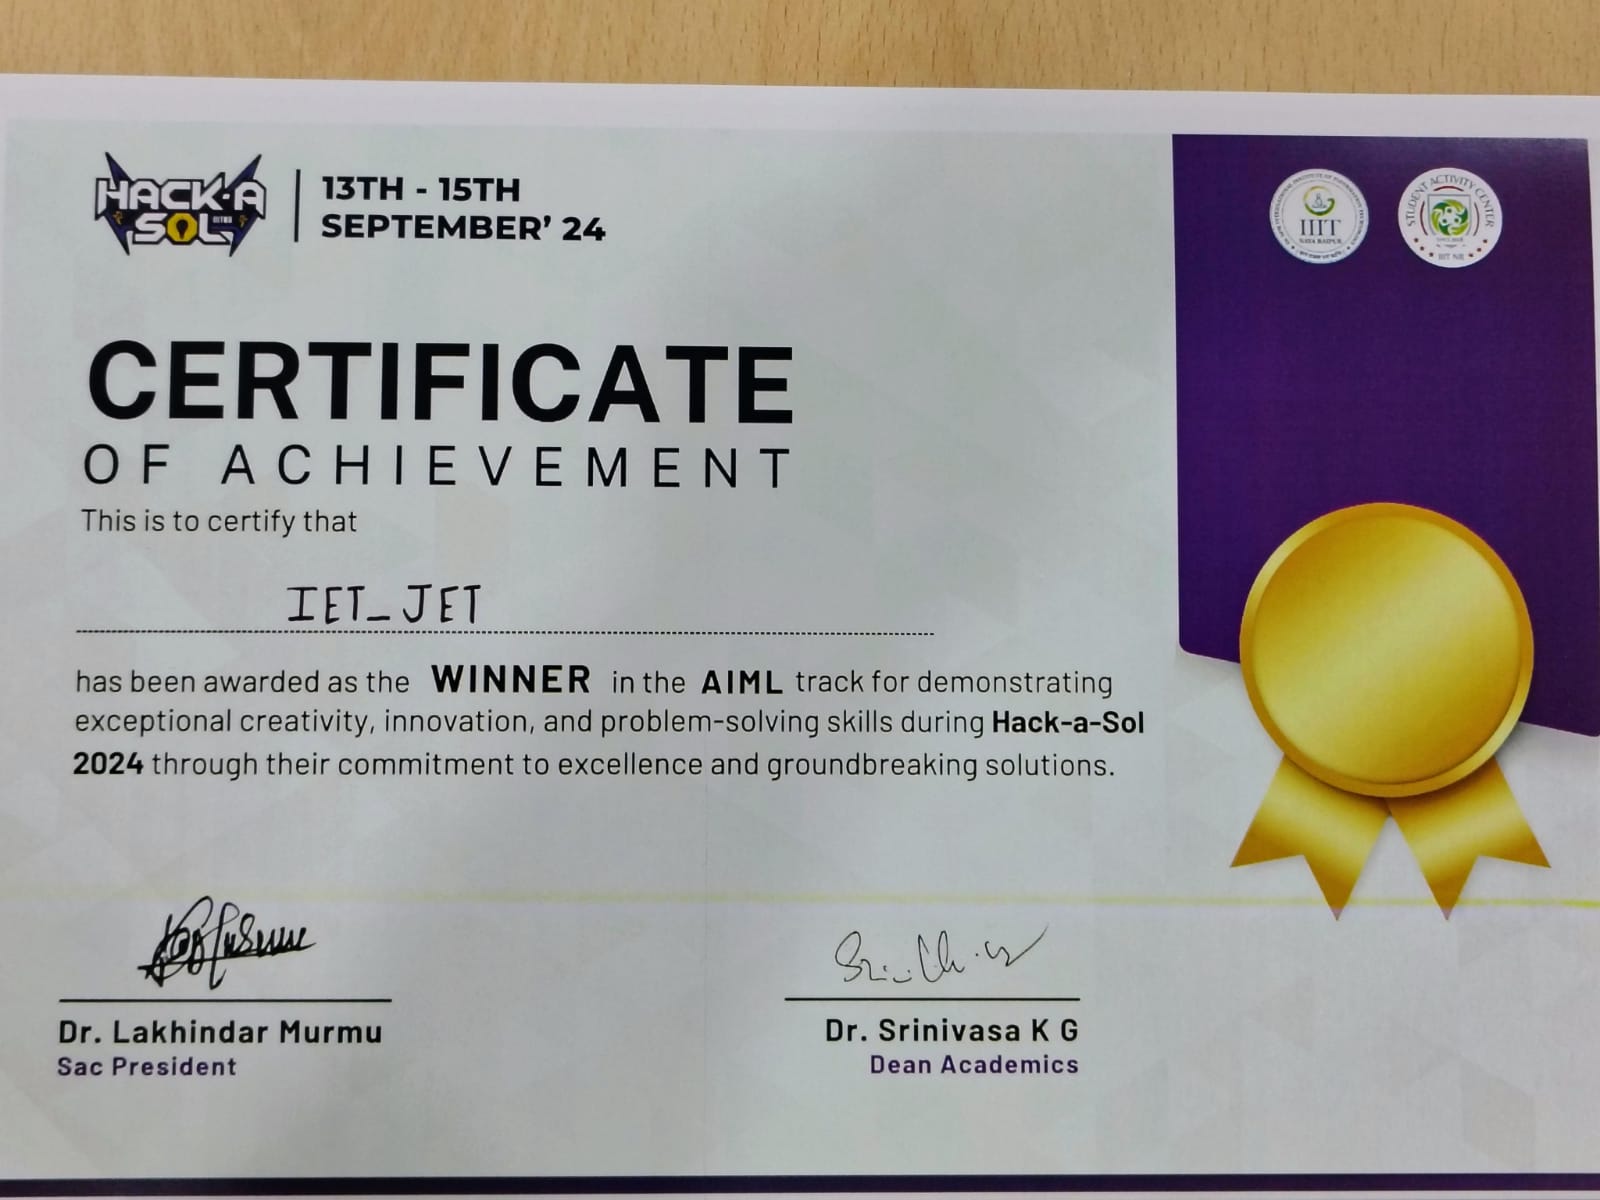 HACK-A
SOL
13TH - 15TH
SEPTEMBER' 24
IIIT
NAYA RAIPUR
STUDENT ACTIVITY CENTER
IIIT NR
CERTIFICATE
OF ACHIEVEMENT
This is to certify that
IET_JET
has been awarded as the WINNER in the AIML track for demonstrating
exceptional creativity, innovation, and problem-solving skills during Hack-a-Sol
2024 through their commitment to excellence and groundbreaking solutions.
Dr. Lakhindar Murmu
Sac President
Dr. Srinivasa K G
Dean Academics